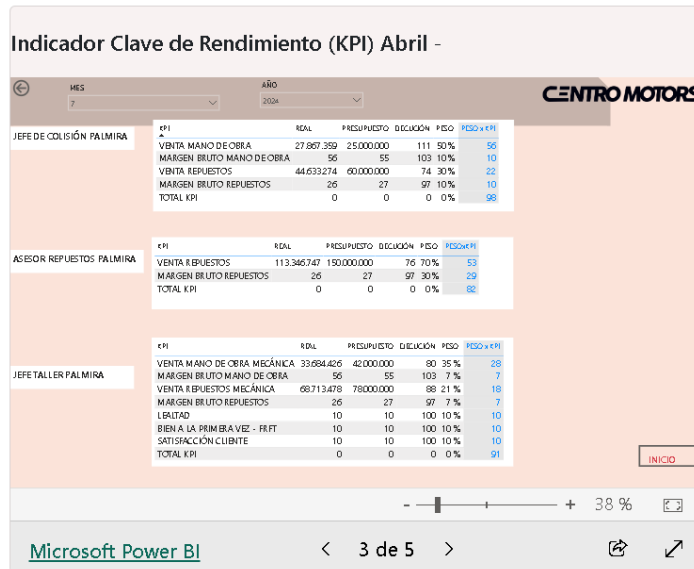 Indicador Clave de Rendimiento (KPI) Abril -
MES
AÑO
7
2024
CENTRO MOTORS
JEFE DE COLISIÓN PALMIRA
KPI REAL PRESUPUESTO EJECUCIÓN PESO PESO x KPI
VENTA MANO DE OBRA 27.867.359 25.000.000 111 50 % 56
MARGEN BRUTO MANO DE OBRA 56 55 103 10 % 10
VENTA REPUESTOS 44.633.274 60.000.000 74 30 % 22
MARGEN BRUTO REPUESTOS 26 27 97 10 % 10
TOTAL KPI 0 0 0 0 % 98
ASESOR REPUESTOS PALMIRA
KPI REAL PRESUPUESTO EJECUCIÓN PESO PESOxKPI
VENTA REPUESTOS 113.346.747 150.000.000 76 70 % 53
MARGEN BRUTO REPUESTOS 26 27 97 30 % 29
TOTAL KPI 0 0 0 0 % 82
JEFE TALLER PALMIRA
KPI REAL PRESUPUESTO EJECUCIÓN PESO PESO x KPI
VENTA MANO DE OBRA MECÁNICA 33.684.426 42.000.000 80 35 % 28
MARGEN BRUTO MANO DE OBRA 56 55 103 7 % 7
VENTA REPUESTOS MECÁNICA 68.713.478 78.000.000 88 21 % 18
MARGEN BRUTO REPUESTOS 26 27 97 7 % 7
LEALTAD 10 10 100 10 % 10
BIEN A LA PRIMERA VEZ - FRFT 10 10 100 10 % 10
SATISFACCIÓN CLIENTE 10 10 100 10 % 10
TOTAL KPI 0 0 0 0 % 91
INICIO
- + 38 %
Microsoft Power BI
3 de 5